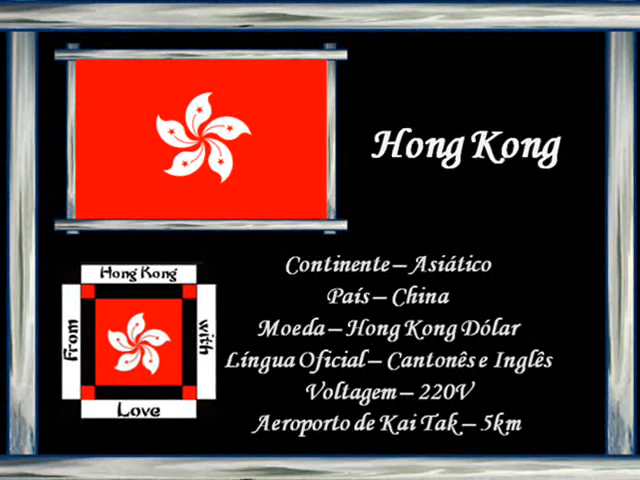 Hong Kong
Hong Kong
From
with
Love
Continente – Asiático
País – China
Moeda – Hong Kong Dólar
Língua Oficial – Cantonês e Inglês
Voltagem – 220V
Aeroporto de Kai Tak – 5km